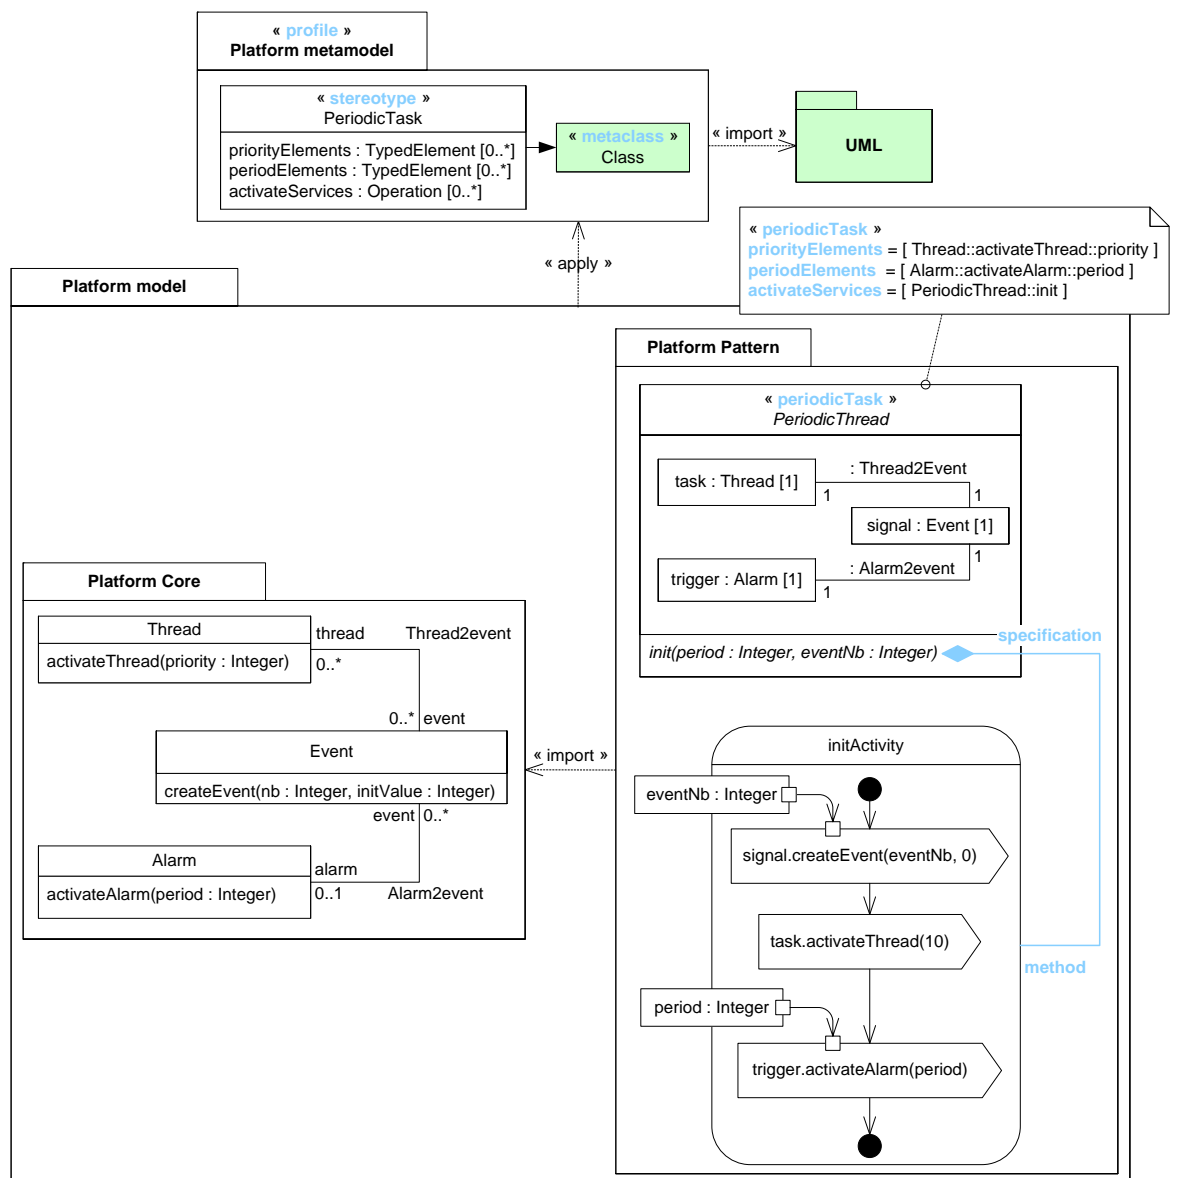 « profile »
Platform metamodel
« stereotype »
PeriodicTask
priorityElements : TypedElement [0..*]
periodElements : TypedElement [0..*]
activateServices : Operation [0..*]
« metaclass »
Class
« import »
UML
« apply »
« periodicTask »
priorityElements = [ Thread::activateThread::priority ]
periodElements = [ Alarm::activateAlarm::period ]
activateServices = [ PeriodicThread::init ]
Platform model
Platform Pattern
« periodicTask »
PeriodicThread
task : Thread [1]
: Thread2Event
1
1
signal : Event [1]
1
trigger : Alarm [1]
: Alarm2event
1
init(period : Integer, eventNb : Integer)
specification
method
Platform Core
Thread
activateThread(priority : Integer)
thread
0..*
Thread2event
0..*
event
Event
createEvent(nb : Integer, initValue : Integer)
event
0..*
Alarm
activateAlarm(period : Integer)
alarm
0..1
Alarm2event
« import »
initActivity
eventNb : Integer
signal.createEvent(eventNb, 0)
task.activateThread(10)
period : Integer
trigger.activateAlarm(period)